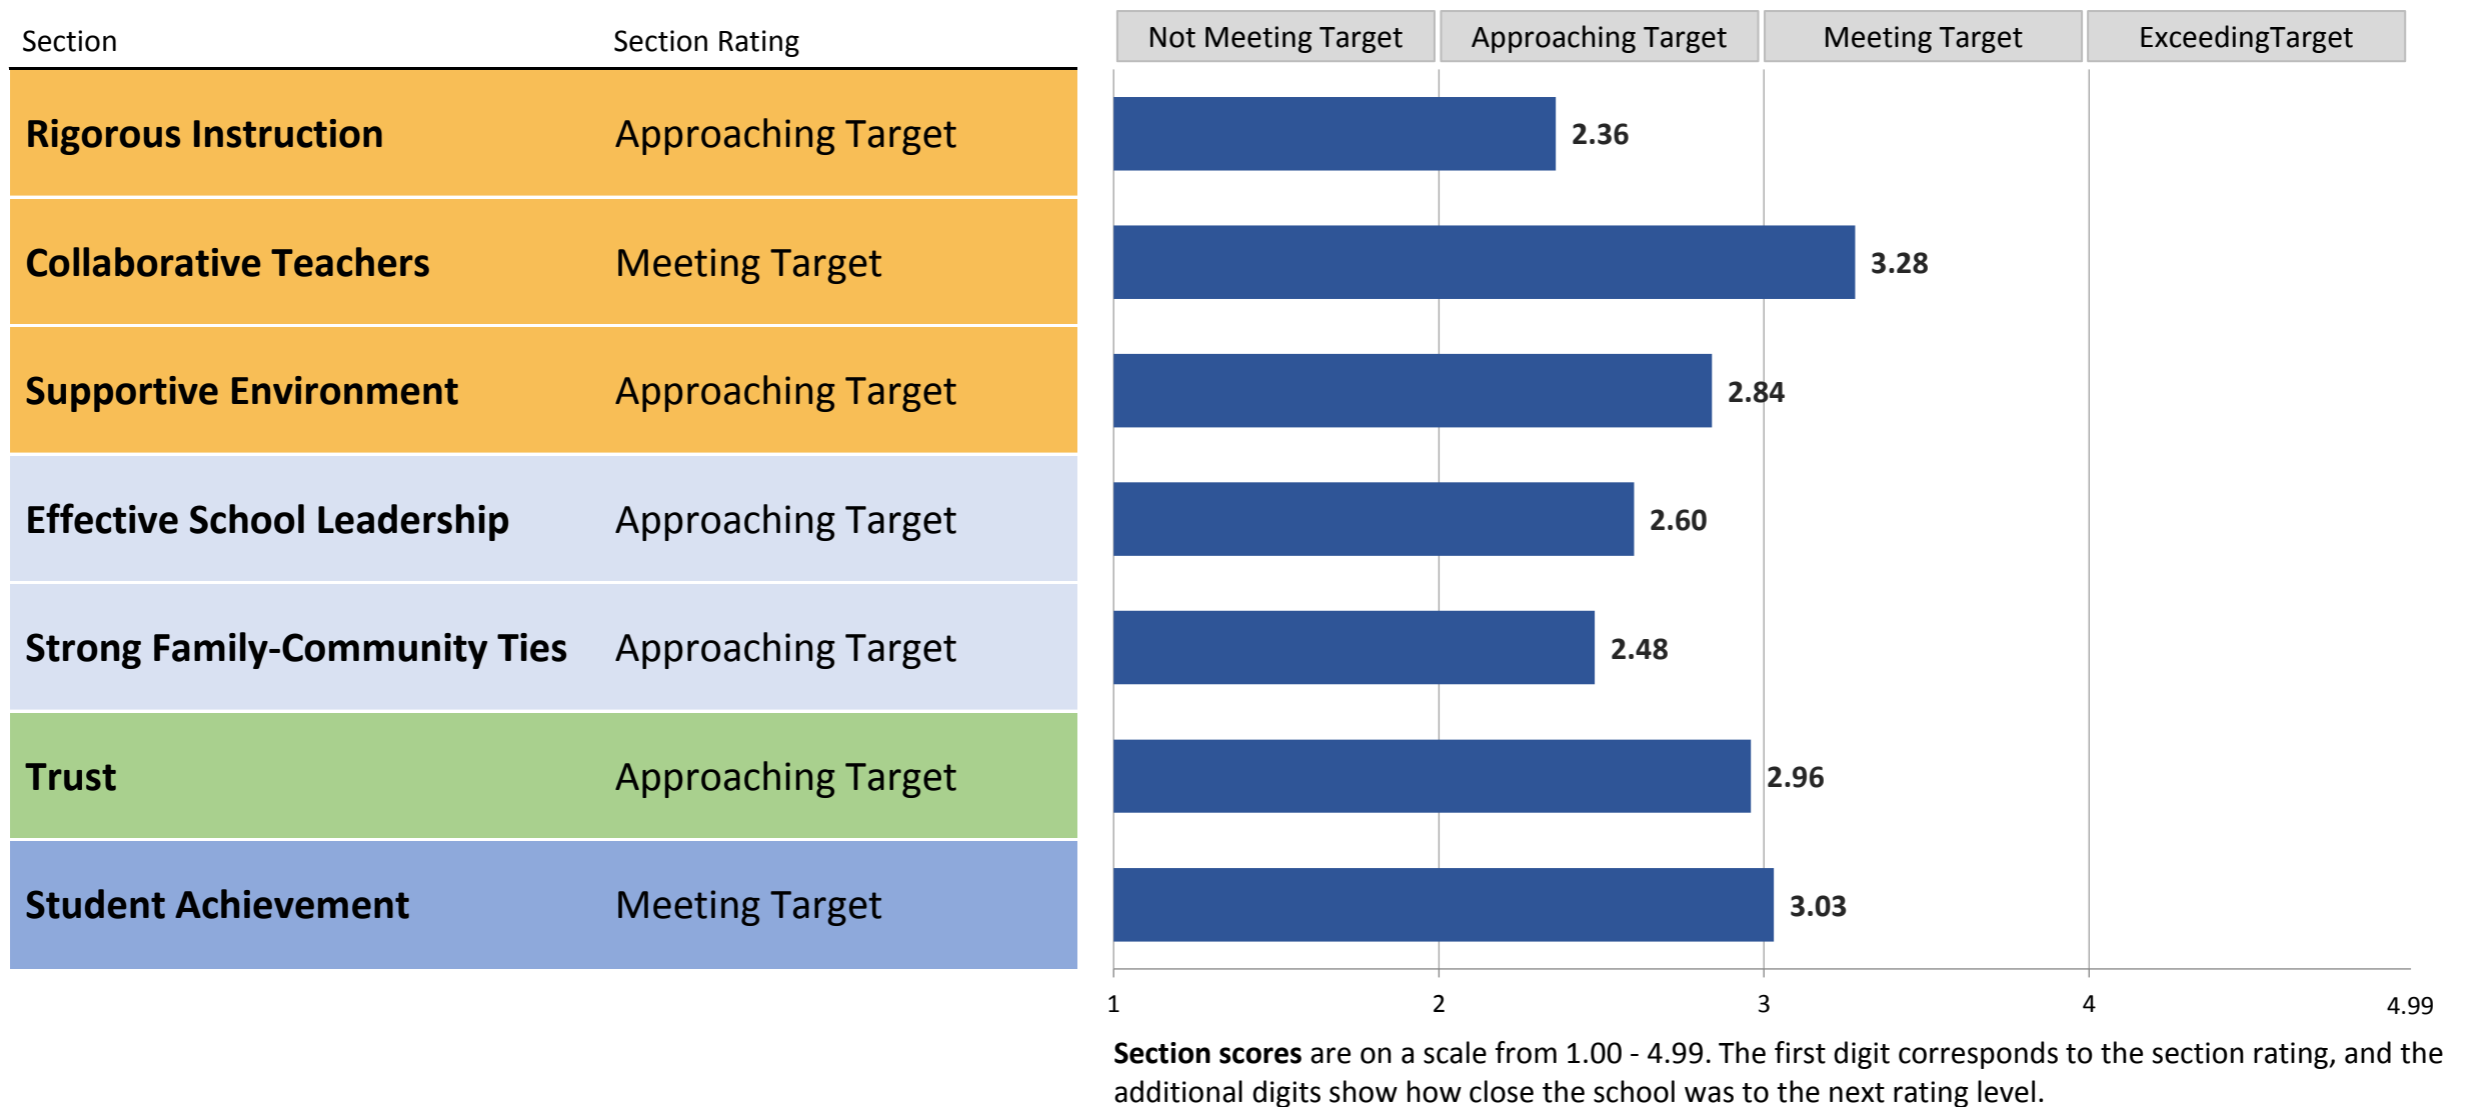 Section Section Rating Not Meeting Target Approaching Target Meeting Target ExceedingTarget
Rigorous Instruction Approaching Target 2.36
Collaborative Teachers Meeting Target 3.28
Supportive Environment Approaching Target 2.84
Effective School Leadership Approaching Target 2.60
Strong Family-Community Ties Approaching Target 2.48
Trust Approaching Target 2.96
Student Achievement Meeting Target 3.03
1 2 3 4 4.99
Section scores are on a scale from 1.00 - 4.99. The first digit corresponds to the section rating, and the
additional digits show how close the school was to the next rating level.